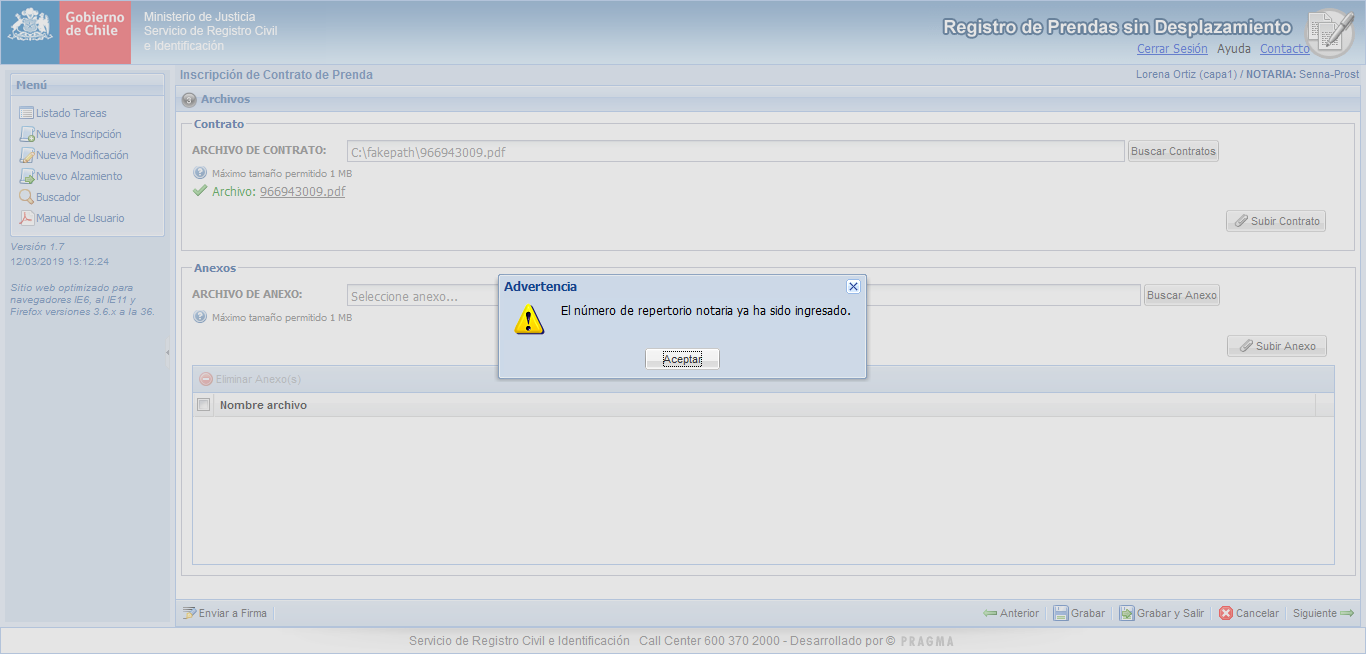 Gobierno
de Chile
Ministerio de Justicia
Servicio de Registro Civil
e Identificación
Registro de Prendas sin Desplazamiento
Cerrar Sesión Ayuda Contacto
Menú
Listado Tareas
Nueva Inscripción
Nueva Modificación
Nuevo Alzamiento
Buscador
Manual de Usuario
Versión 1.7
12/03/2019 13:12:24
Sitio web optimizado para
navegadores IE6, al IE11 y
Firefox versiones 3.6.x a la 36.
Inscripción de Contrato de Prenda
Lorena Ortiz (capa1) / NOTARIA: Senna-Prost
3 Archivos
Contrato
ARCHIVO DE CONTRATO: C:\fakepath\966943009.pdf Buscar Contratos
Máximo tamaño permitido 1 MB
Archivo: 966943009.pdf
Subir Contrato
Anexos
ARCHIVO DE ANEXO: Seleccione anexo... Buscar Anexo
Máximo tamaño permitido 1 MB
Subir Anexo
Advertencia
El número de repertorio notaria ya ha sido ingresado.
Aceptar
Eliminar Anexo(s)
Nombre archivo
Enviar a Firma Anterior Grabar Grabar y Salir Cancelar Siguiente
Servicio de Registro Civil e Identificación Call Center 600 370 2000 - Desarrollado por © PRAGMA